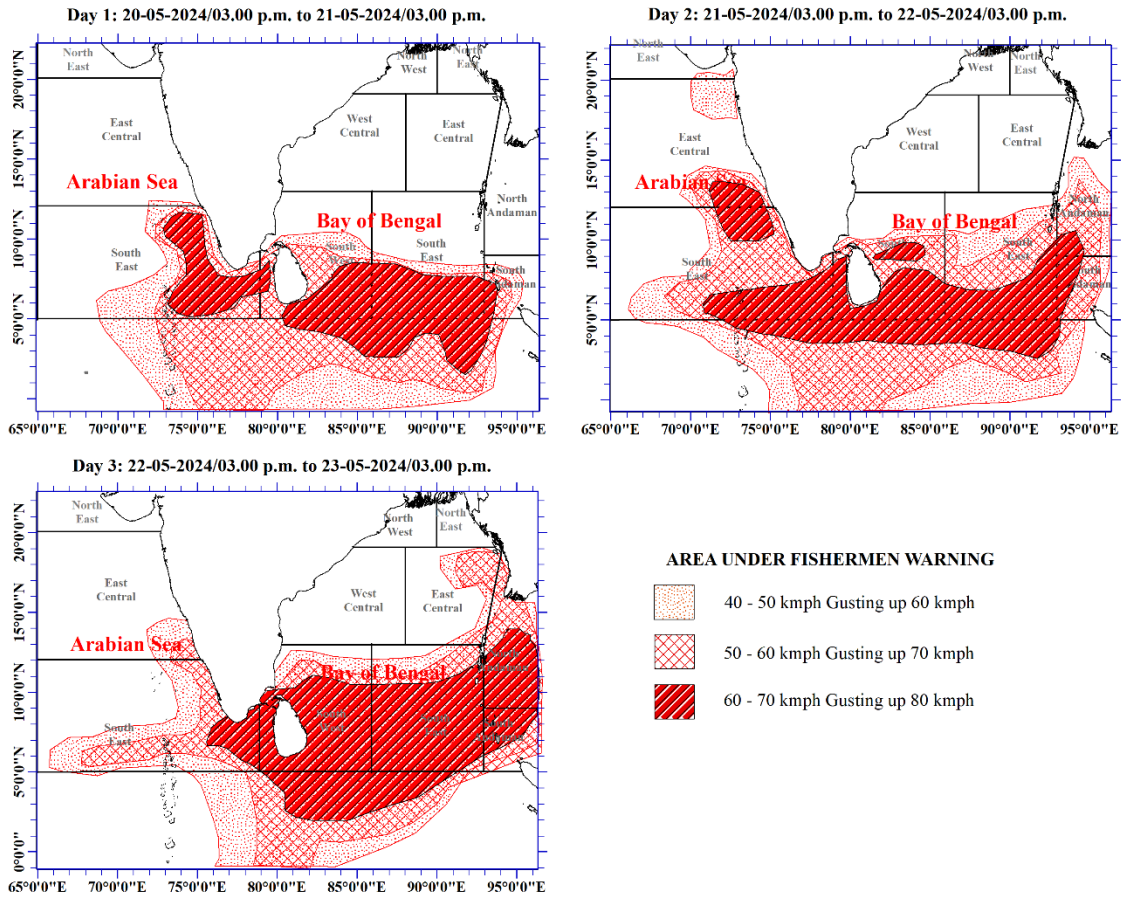 Day 1: 20-05-2024/03.00 p.m. to 21-05-2024/03.00 p.m.
North
East
North
West
North
East
East
Central
West
Central
East
Central
Arabian Sea
Bay of Bengal
North
Andaman
South
East
South
West
South
East
South
Andaman
20°0'0"N
15°0'0"N
10°0'0"N
5°0'0"N
65°0'0"E
70°0'0"E
75°0'0"E
80°0'0"E
85°0'0"E
90°0'0"E
95°0'0"E
Day 2: 21-05-2024/03.00 p.m. to 22-05-2024/03.00 p.m.
North
East
North
West
North
East
East
Central
West
Central
East
Central
Arabian Sea
Bay of Bengal
North
Andaman
South
East
South
East
South
Andaman
20°0'0"N
15°0'0"N
10°0'0"N
5°0'0"N
65°0'0"E
70°0'0"E
75°0'0"E
80°0'0"E
85°0'0"E
90°0'0"E
95°0'0"E
Day 3: 22-05-2024/03.00 p.m. to 23-05-2024/03.00 p.m.
North
East
North
West
North
East
East
Central
West
Central
East
Central
Arabian Sea
Bay of Bengal
South
East
South
West
South
East
20°0'0"N
15°0'0"N
10°0'0"N
5°0'0"N
0°0'0"
65°0'0"E
70°0'0"E
75°0'0"E
80°0'0"E
85°0'0"E
90°0'0"E
95°0'0"E
AREA UNDER FISHERMEN WARNING
40 - 50 kmph Gusting up 60 kmph
50 - 60 kmph Gusting up 70 kmph
60 - 70 kmph Gusting up 80 kmph